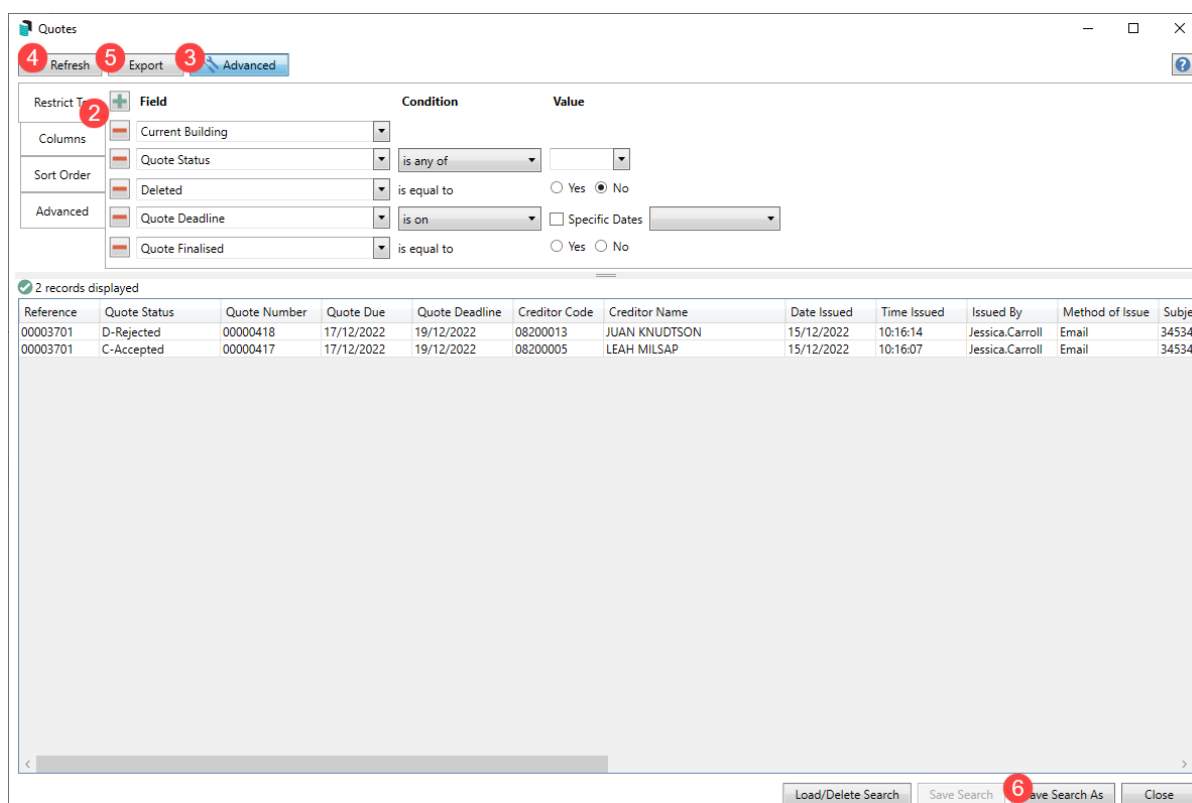 Quotes
4 Refresh 5 Export 3 Advanced
Restrict To 2 Field Condition Value
Columns Current Building
Quote Status is any of
Sort Order
Deleted is equal to Yes No
Advanced
Quote Deadline is on Specific Dates
Quote Finalised is equal to Yes No
2 records displayed
Reference Quote Status Quote Number Quote Due Quote Deadline Creditor Code Creditor Name Date Issued Time Issued Issued By Method of Issue Subje
00003701 D-Rejected 00000418 17/12/2022 19/12/2022 08200013 JUAN KNUDTSON 15/12/2022 10:16:14 Jessica.Carroll Email 34534
00003701 C-Accepted 00000417 17/12/2022 19/12/2022 08200005 LEAH MILSAP 15/12/2022 10:16:07 Jessica.Carroll Email 34534
Load/Delete Search Save Search 6 ave Search As Close